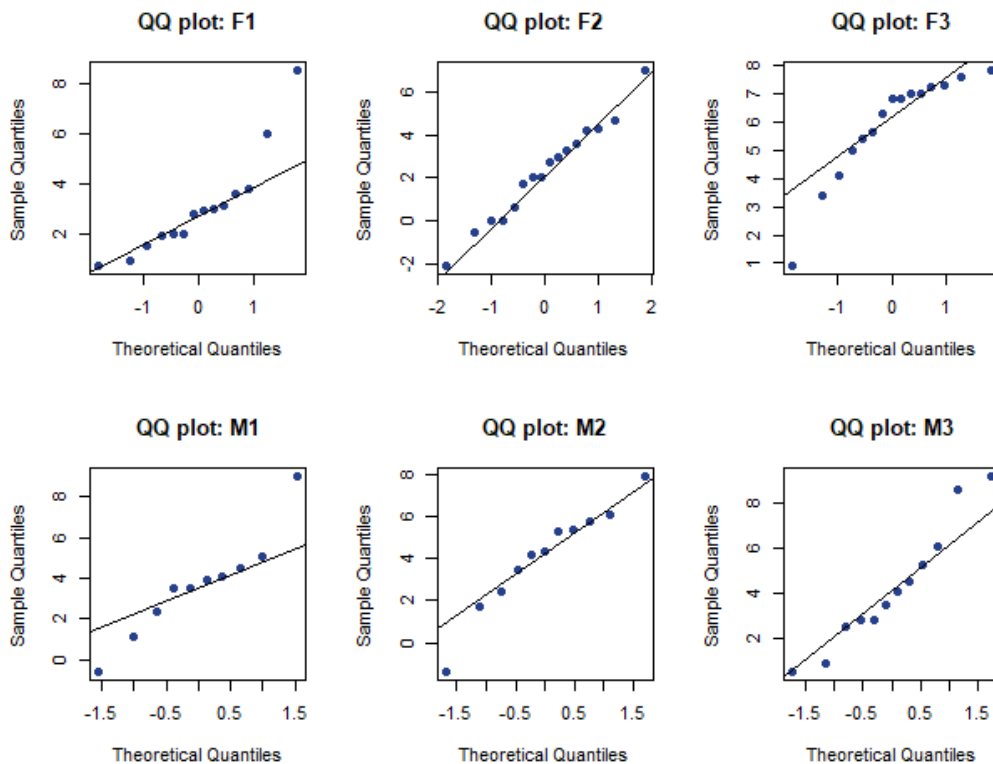 QQ plot: F1
QQ plot: F2
QQ plot: F3
Sample Quantiles
2 4 6 8
-1 0 1
Theoretical Quantiles
Sample Quantiles
-2 0 2 4 6
-2 -1 0 1 2
Theoretical Quantiles
Sample Quantiles
1 2 3 4 5 6 7 8
-1 0 1
Theoretical Quantiles
QQ plot: M1
QQ plot: M2
QQ plot: M3
Sample Quantiles
0 2 4 6 8
-1.5 -0.5 0.5 1.5
Theoretical Quantiles
Sample Quantiles
0 2 4 6 8
-1.5 -0.5 0.5 1.5
Theoretical Quantiles
Sample Quantiles
2 4 6 8
-1.5 -0.5 0.5 1.5
Theoretical Quantiles